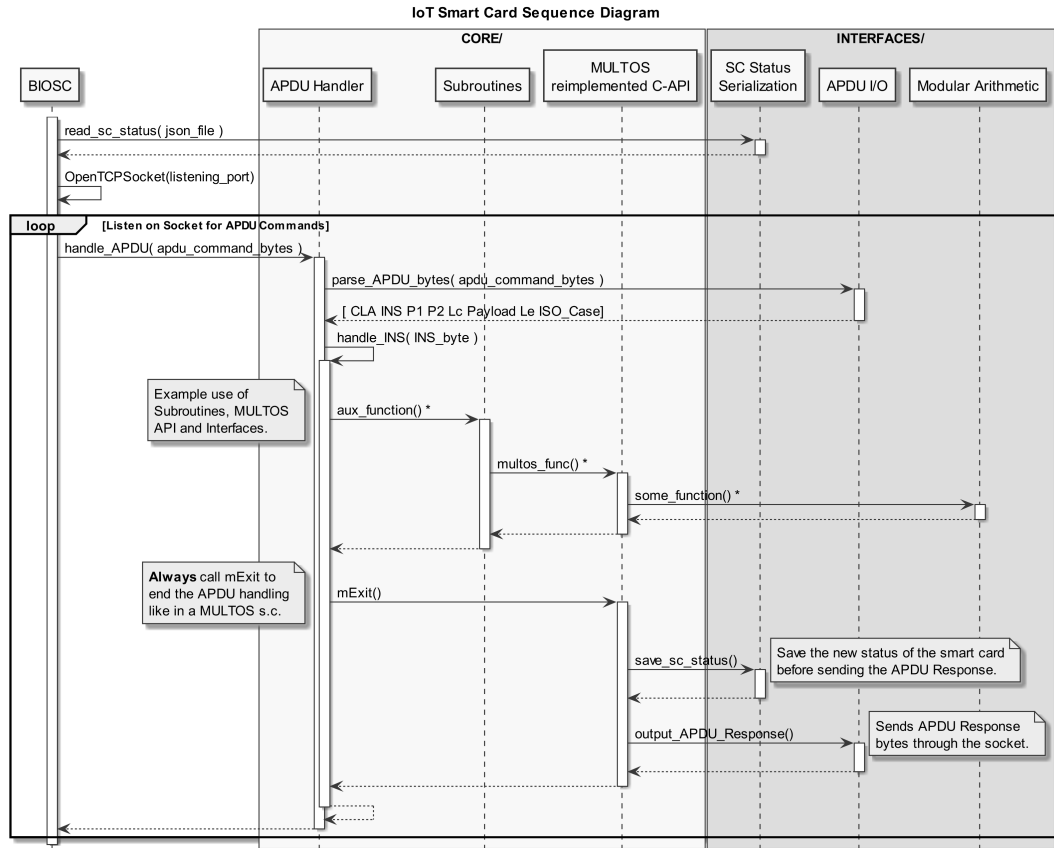 IoT Smart Card Sequence Diagram
CORE/
INTERFACES/
BIOSC
APDU Handler
Subroutines
MULTOS
reimplemented C-API
SC Status
Serialization
APDU I/O
Modular Arithmetic
read_sc_status( json_file )
OpenTCPSocket(listening_port)
loop
[Listen on Socket for APDU Commands]
handle_APDU( apdu_command_bytes )
parse_APDU_bytes( apdu_command_bytes )
[ CLA INS P1 P2 Lc Payload Le ISO_Case]
handle_INS( INS_byte )
Example use of
Subroutines, MULTOS
API and Interfaces.
aux_function() *
multos_func() *
some_function() *
Always call mExit to
end the APDU handling
like in a MULTOS s.c.
mExit()
save_sc_status()
Save the new status of the smart card
before sending the APDU Response.
output_APDU_Response()
Sends APDU Response
bytes through the socket.